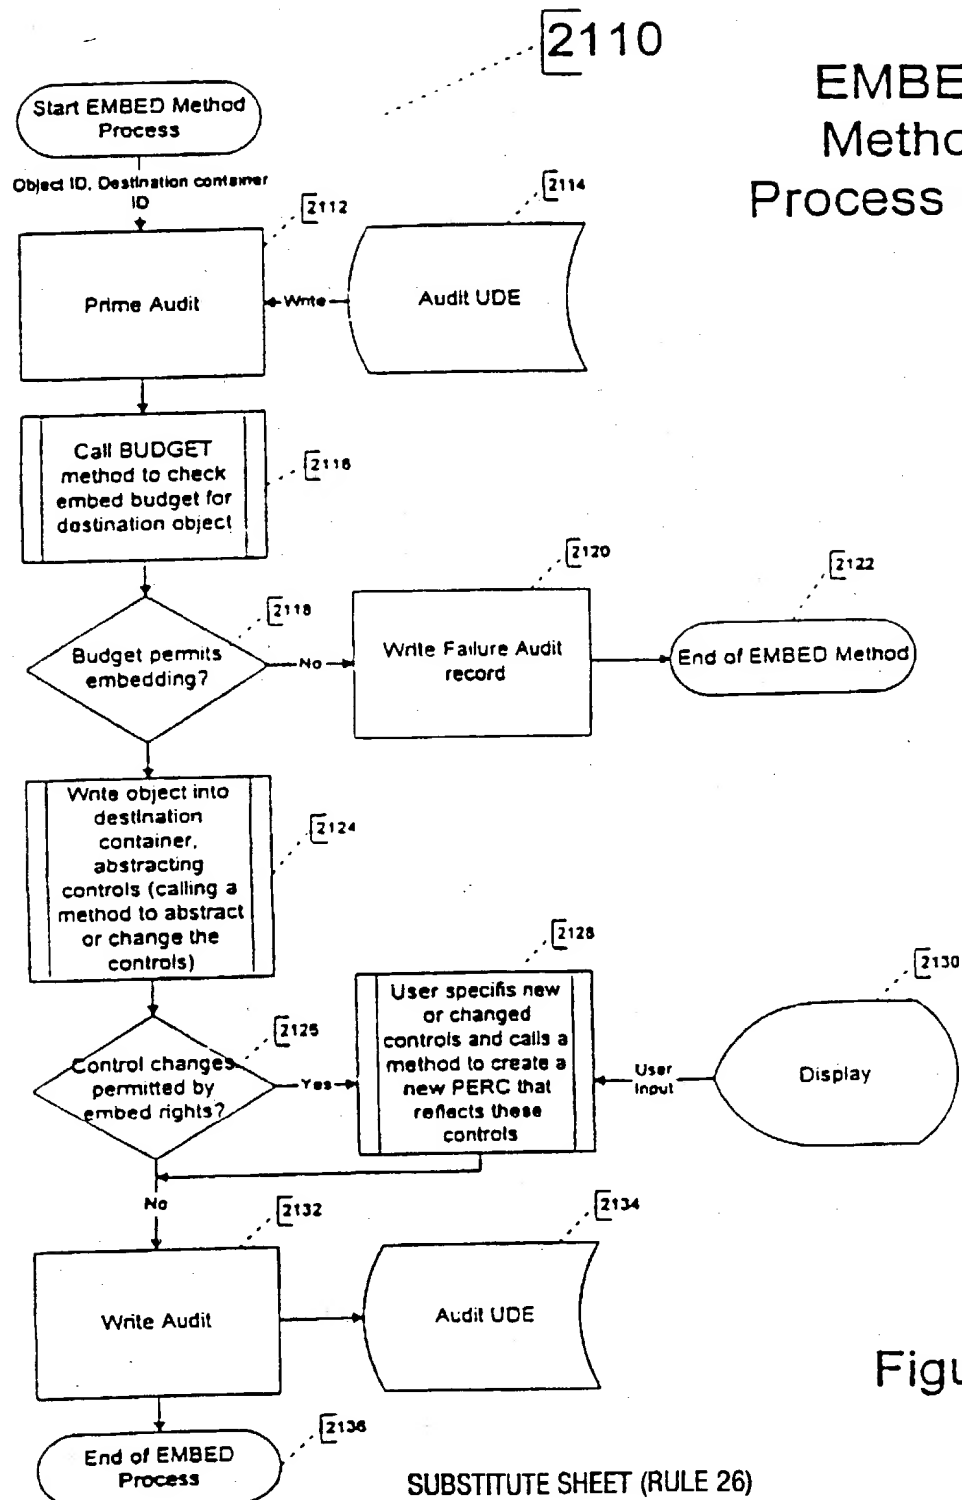 2110
EMBE
Metho
Process
Start EMBED Method
Process
Object ID, Destination container
ID
2112
2114
Prime Audit
Write
Audit UDE
Call BUDGET
method to check
embed budget for
destination object
2116
2118
Budget permits
embedding?
No
2120
Write Failure Audit
record
2122
End of EMBED Method
Write object into
destination
container,
abstracting
controls (calling a
method to abstract
or change the
controls)
2124
2126
Control changes
permitted by
embed rights?
Yes
2128
User specifis new
or changed
controls and calls a
method to create a
new PERC that
reflects these
controls
User
Input
2130
Display
No
2132
Write Audit
2134
Audit UDE
Figu
2136
End of EMBED
Process
SUBSTITUTE SHEET (RULE 26)